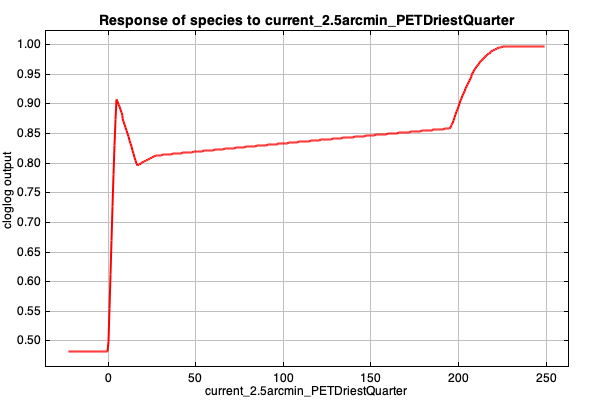 Response of species to current_2.5arcmin_PETDriestQuarter
1.00
0.95
0.90
0.85
0.80
0.75
0.70
0.65
0.60
0.55
0.50
cloglog output
0 50 100 150 200 250
current_2.5arcmin_PETDriestQuarter